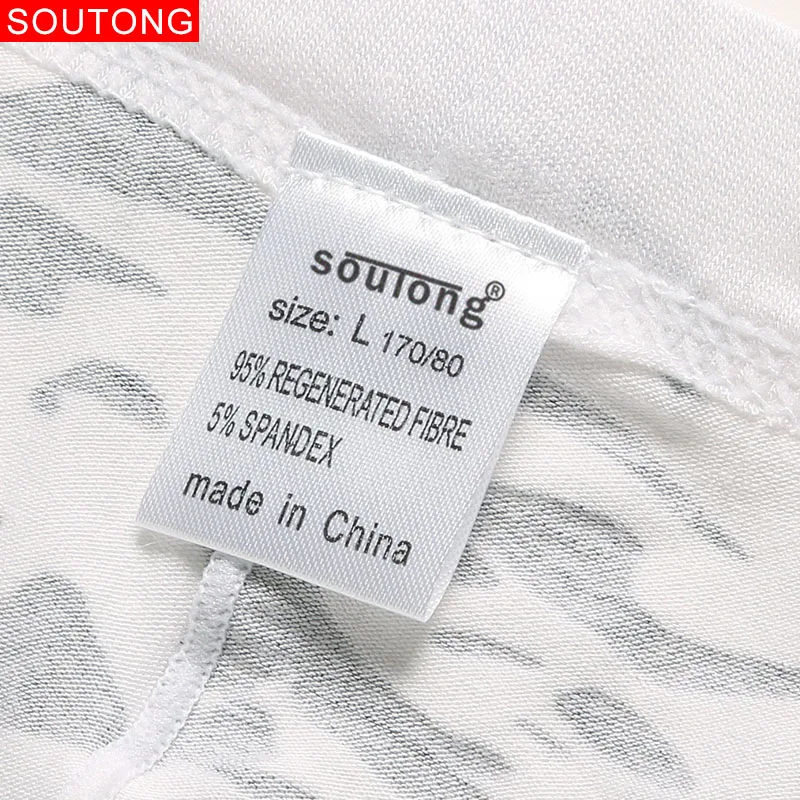 SOUTONG
soutong®
size: L 170/80
95% REGENERATED FIBRE
5% SPANDEX
made in China